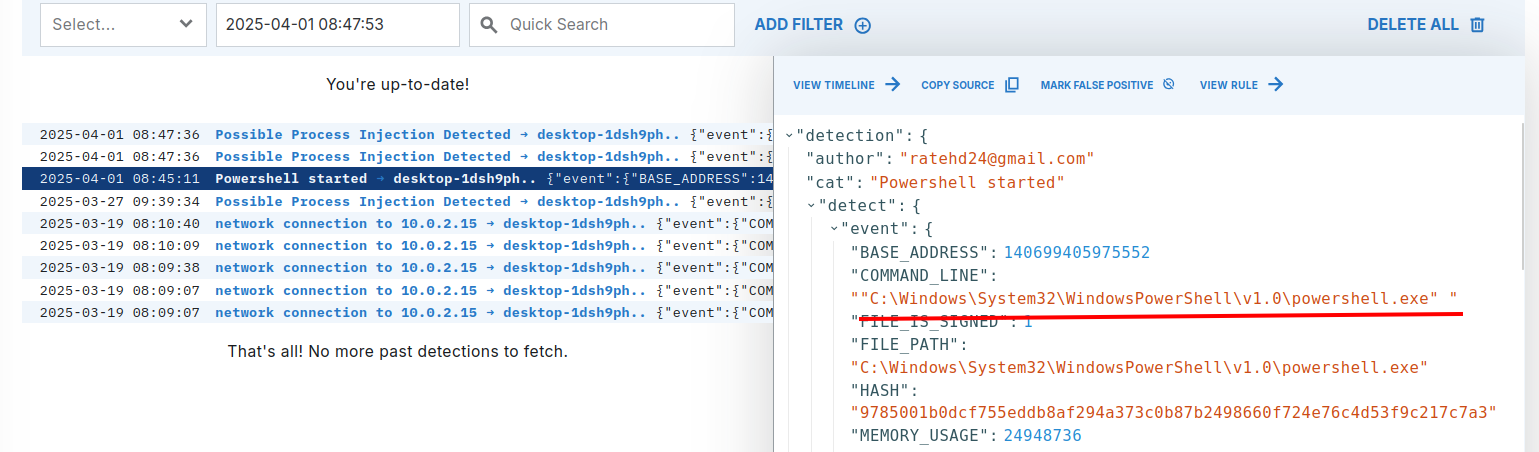 Select... 2025-04-01 08:47:53 Quick Search ADD FILTER DELETE ALL
You're up-to-date!
2025-04-01 08:47:36 Possible Process Injection Detected → desktop-1dsh9ph.. {"event":{
2025-04-01 08:47:36 Possible Process Injection Detected → desktop-1dsh9ph.. {"event":{
2025-04-01 08:45:11 Powershell started → desktop-1dsh9ph.. {"event":{"BASE_ADDRESS":14
2025-03-27 09:39:34 Possible Process Injection Detected → desktop-1dsh9ph.. {"event":{
2025-03-19 08:10:40 network connection to 10.0.2.15 → desktop-1dsh9ph.. {"event":{"COM
2025-03-19 08:10:09 network connection to 10.0.2.15 → desktop-1dsh9ph.. {"event":{"COM
2025-03-19 08:09:38 network connection to 10.0.2.15 → desktop-1dsh9ph.. {"event":{"COM
2025-03-19 08:09:07 network connection to 10.0.2.15 → desktop-1dsh9ph.. {"event":{"COM
2025-03-19 08:09:07 network connection to 10.0.2.15 → desktop-1dsh9ph.. {"event":{"COM
That's all! No more past detections to fetch.
VIEW TIMELINE → COPY SOURCE MARK FALSE POSITIVE VIEW RULE →
"detection": {
"author": "ratehd24@gmail.com"
"cat": "Powershell started"
"detect": {
"event": {
"BASE_ADDRESS": 140699405975552
"COMMAND_LINE":
""C:\Windows\System32\WindowsPowerShell\v1.0\powershell.exe" "
"FILE_IS_SIGNED": 1
"FILE_PATH":
"C:\Windows\System32\WindowsPowerShell\v1.0\powershell.exe"
"HASH":
"9785001b0dcf755eddb8af294a373c0b87b2498660f724e76c4d53f9c217c7a3"
"MEMORY_USAGE": 24948736